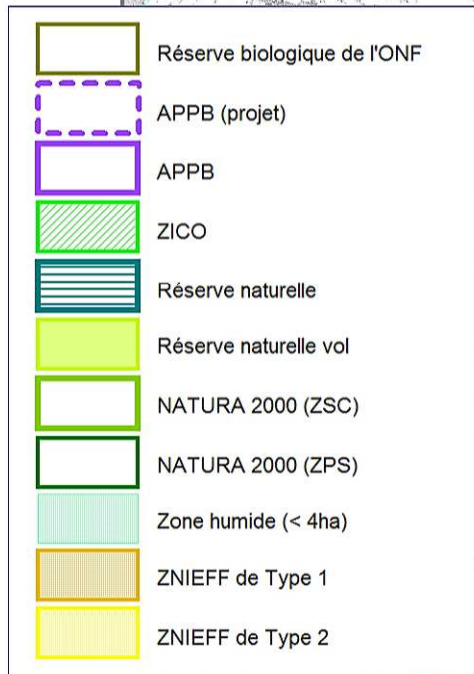 Réserve biologique de l'ONF
APPB (projet)
APPB
ZICO
Réserve naturelle
Réserve naturelle vol
NATURA 2000 (ZSC)
NATURA 2000 (ZPS)
Zone humide (< 4ha)
ZNIEFF de Type 1
ZNIEFF de Type 2